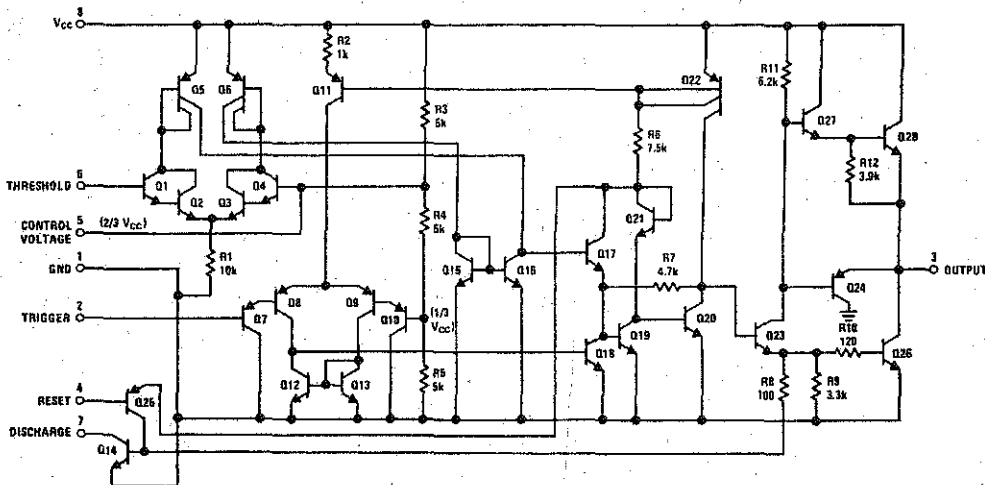 8
VCC
R2
1k
R11
6.2k
Q5
Q6
Q11
Q22
Q27
Q28
R3
5k
R6
7.5k
R12
3.9k
6
THRESHOLD
Q1
Q2
Q3
Q4
5
CONTROL
VOLTAGE
(2/3 VCC)
R4
5k
Q21
1
GND
R1
10k
Q15
Q16
Q17
R7
4.7k
3
OUTPUT
Q24
2
TRIGGER
Q7
Q8
Q9
Q10
(1/3
VCC)
Q19
Q20
Q23
Q18
R10
120
Q26
Q12
Q13
R5
5k
R8
100
R9
3.3k
4
RESET
Q25
7
DISCHARGE
Q14